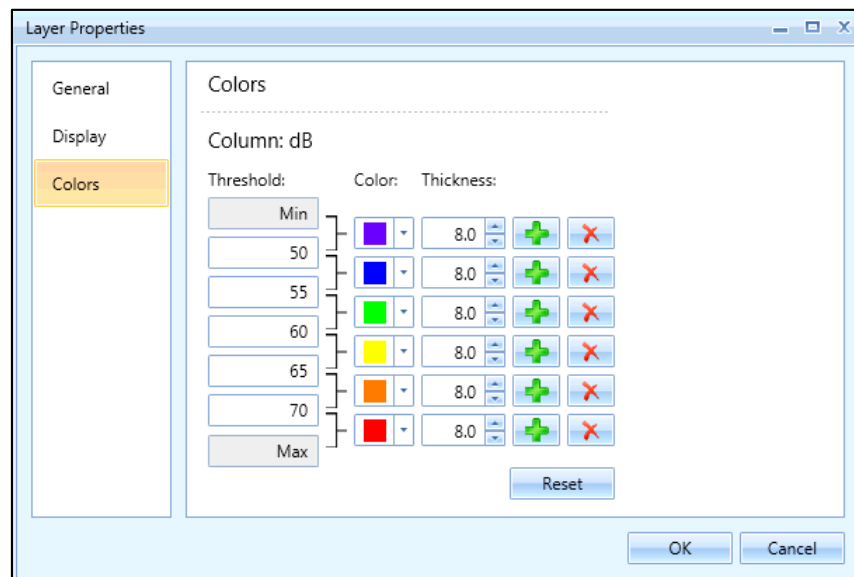 Layer Properties
General
Display
Colors
Colors
Column: dB
Threshold: Color: Thickness:
Min
8.0
50
8.0
55
8.0
60
8.0
65
8.0
70
8.0
Max
Reset
OK Cancel